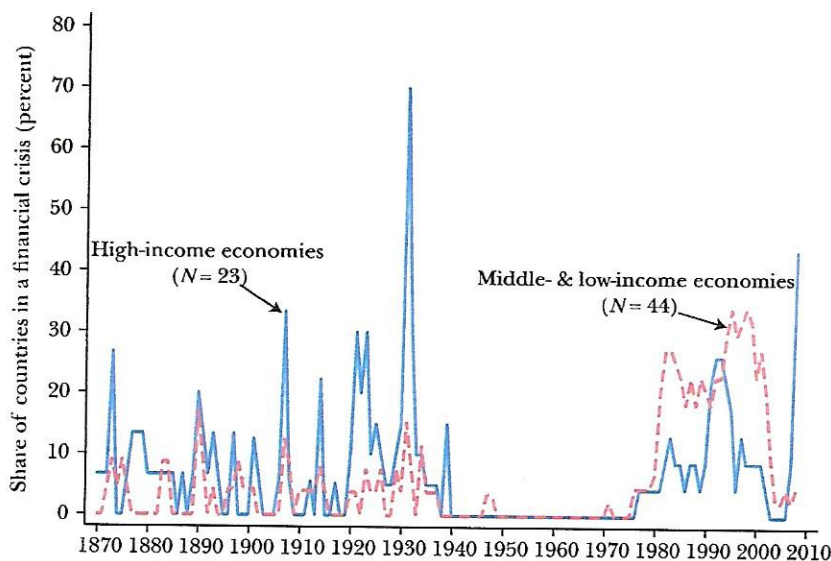 Share of countries in a financial crisis (percent)
80
70
60
50
40
30
20
10
0
High-income economies
(N = 23)
Middle- & low-income economies
(N = 44)
1870 1880 1890 1900 1910 1920 1930 1940 1950 1960 1970 1980 1990 2000 2010